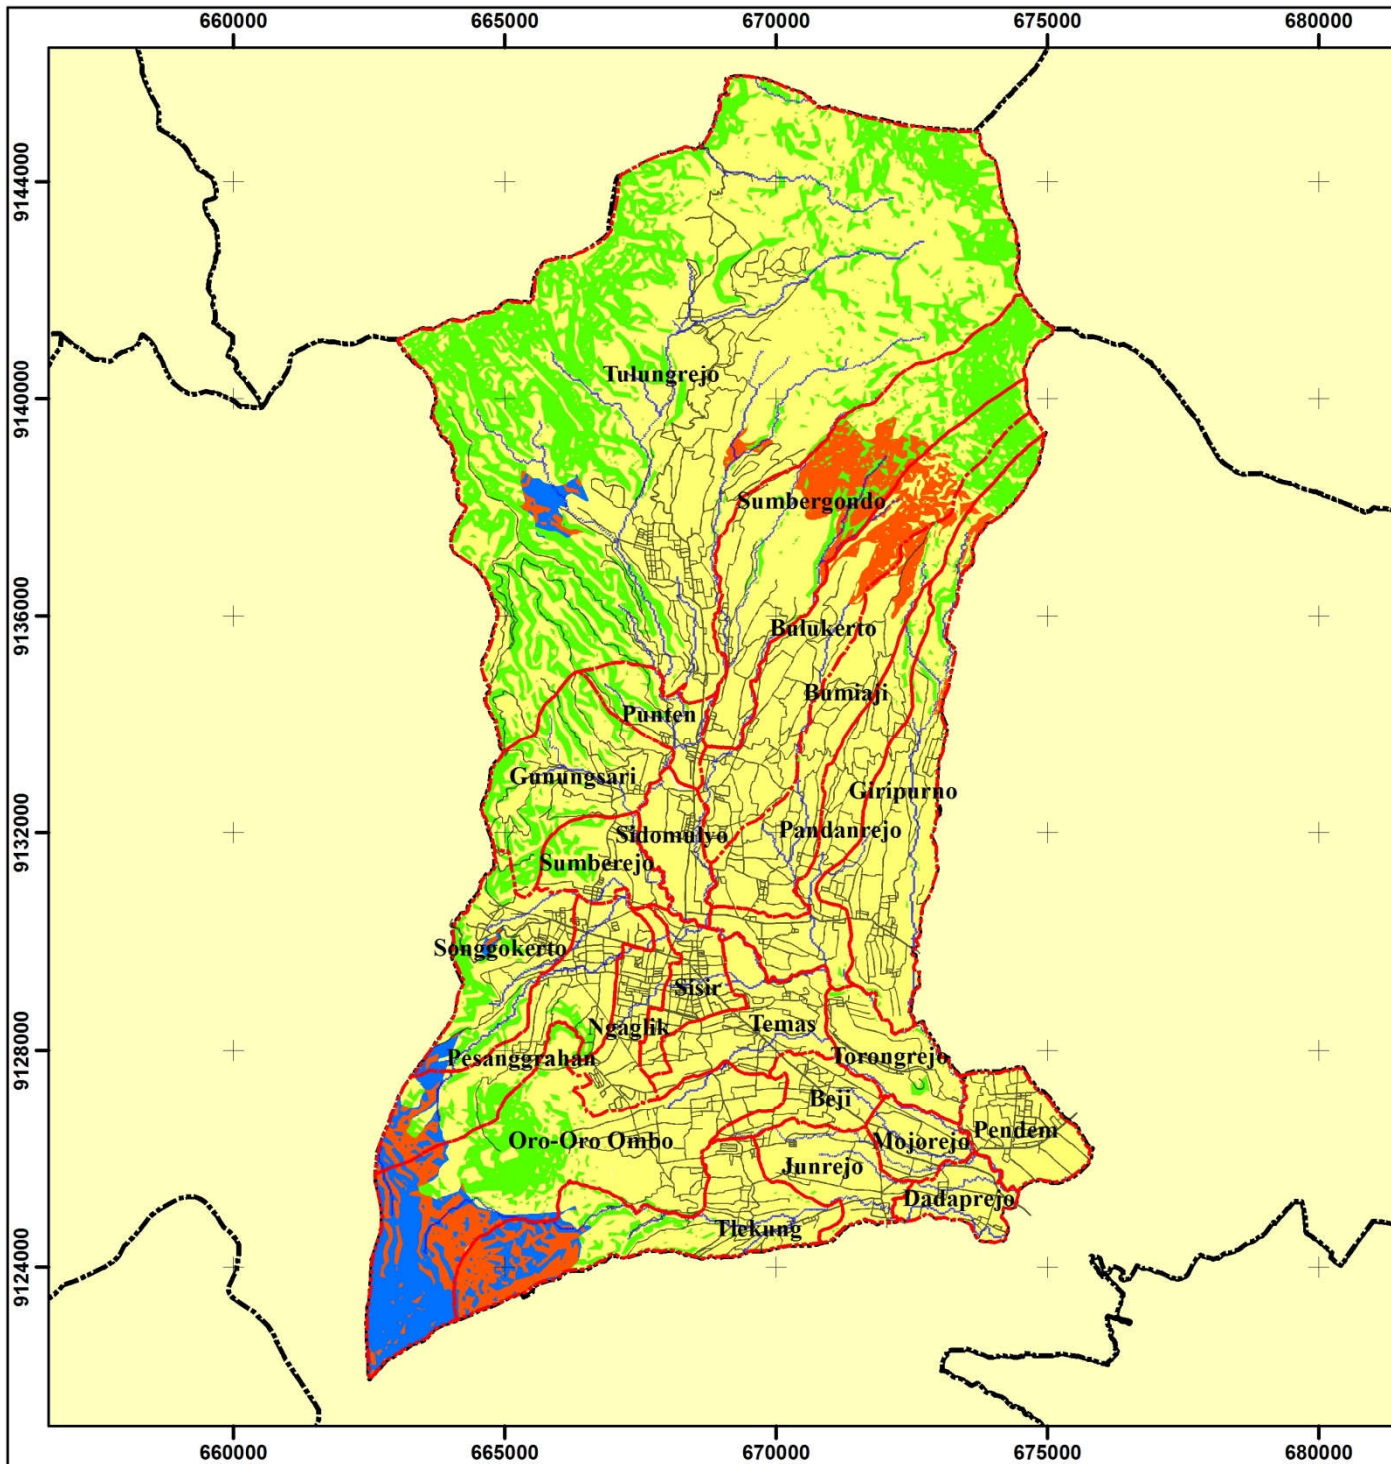 660000 665000 670000 675000 680000
9144000
9140000
9136000
9132000
9128000
9124000
Tulungrejo
Sumbergondo
Bulukerto
Bumiaji
Punten
Gunungsari
Giripurno
Sidomulyo
Pandanrejo
Sumberejo
Songgokerto
Sisir
Ngaglik
Temas
Pesanggrahan
Torongrejo
Beji
Oro-Oro Ombo
Mojorejo
Pendem
Junrejo
Dadaprejo
Tlekung
660000 665000 670000 675000 680000